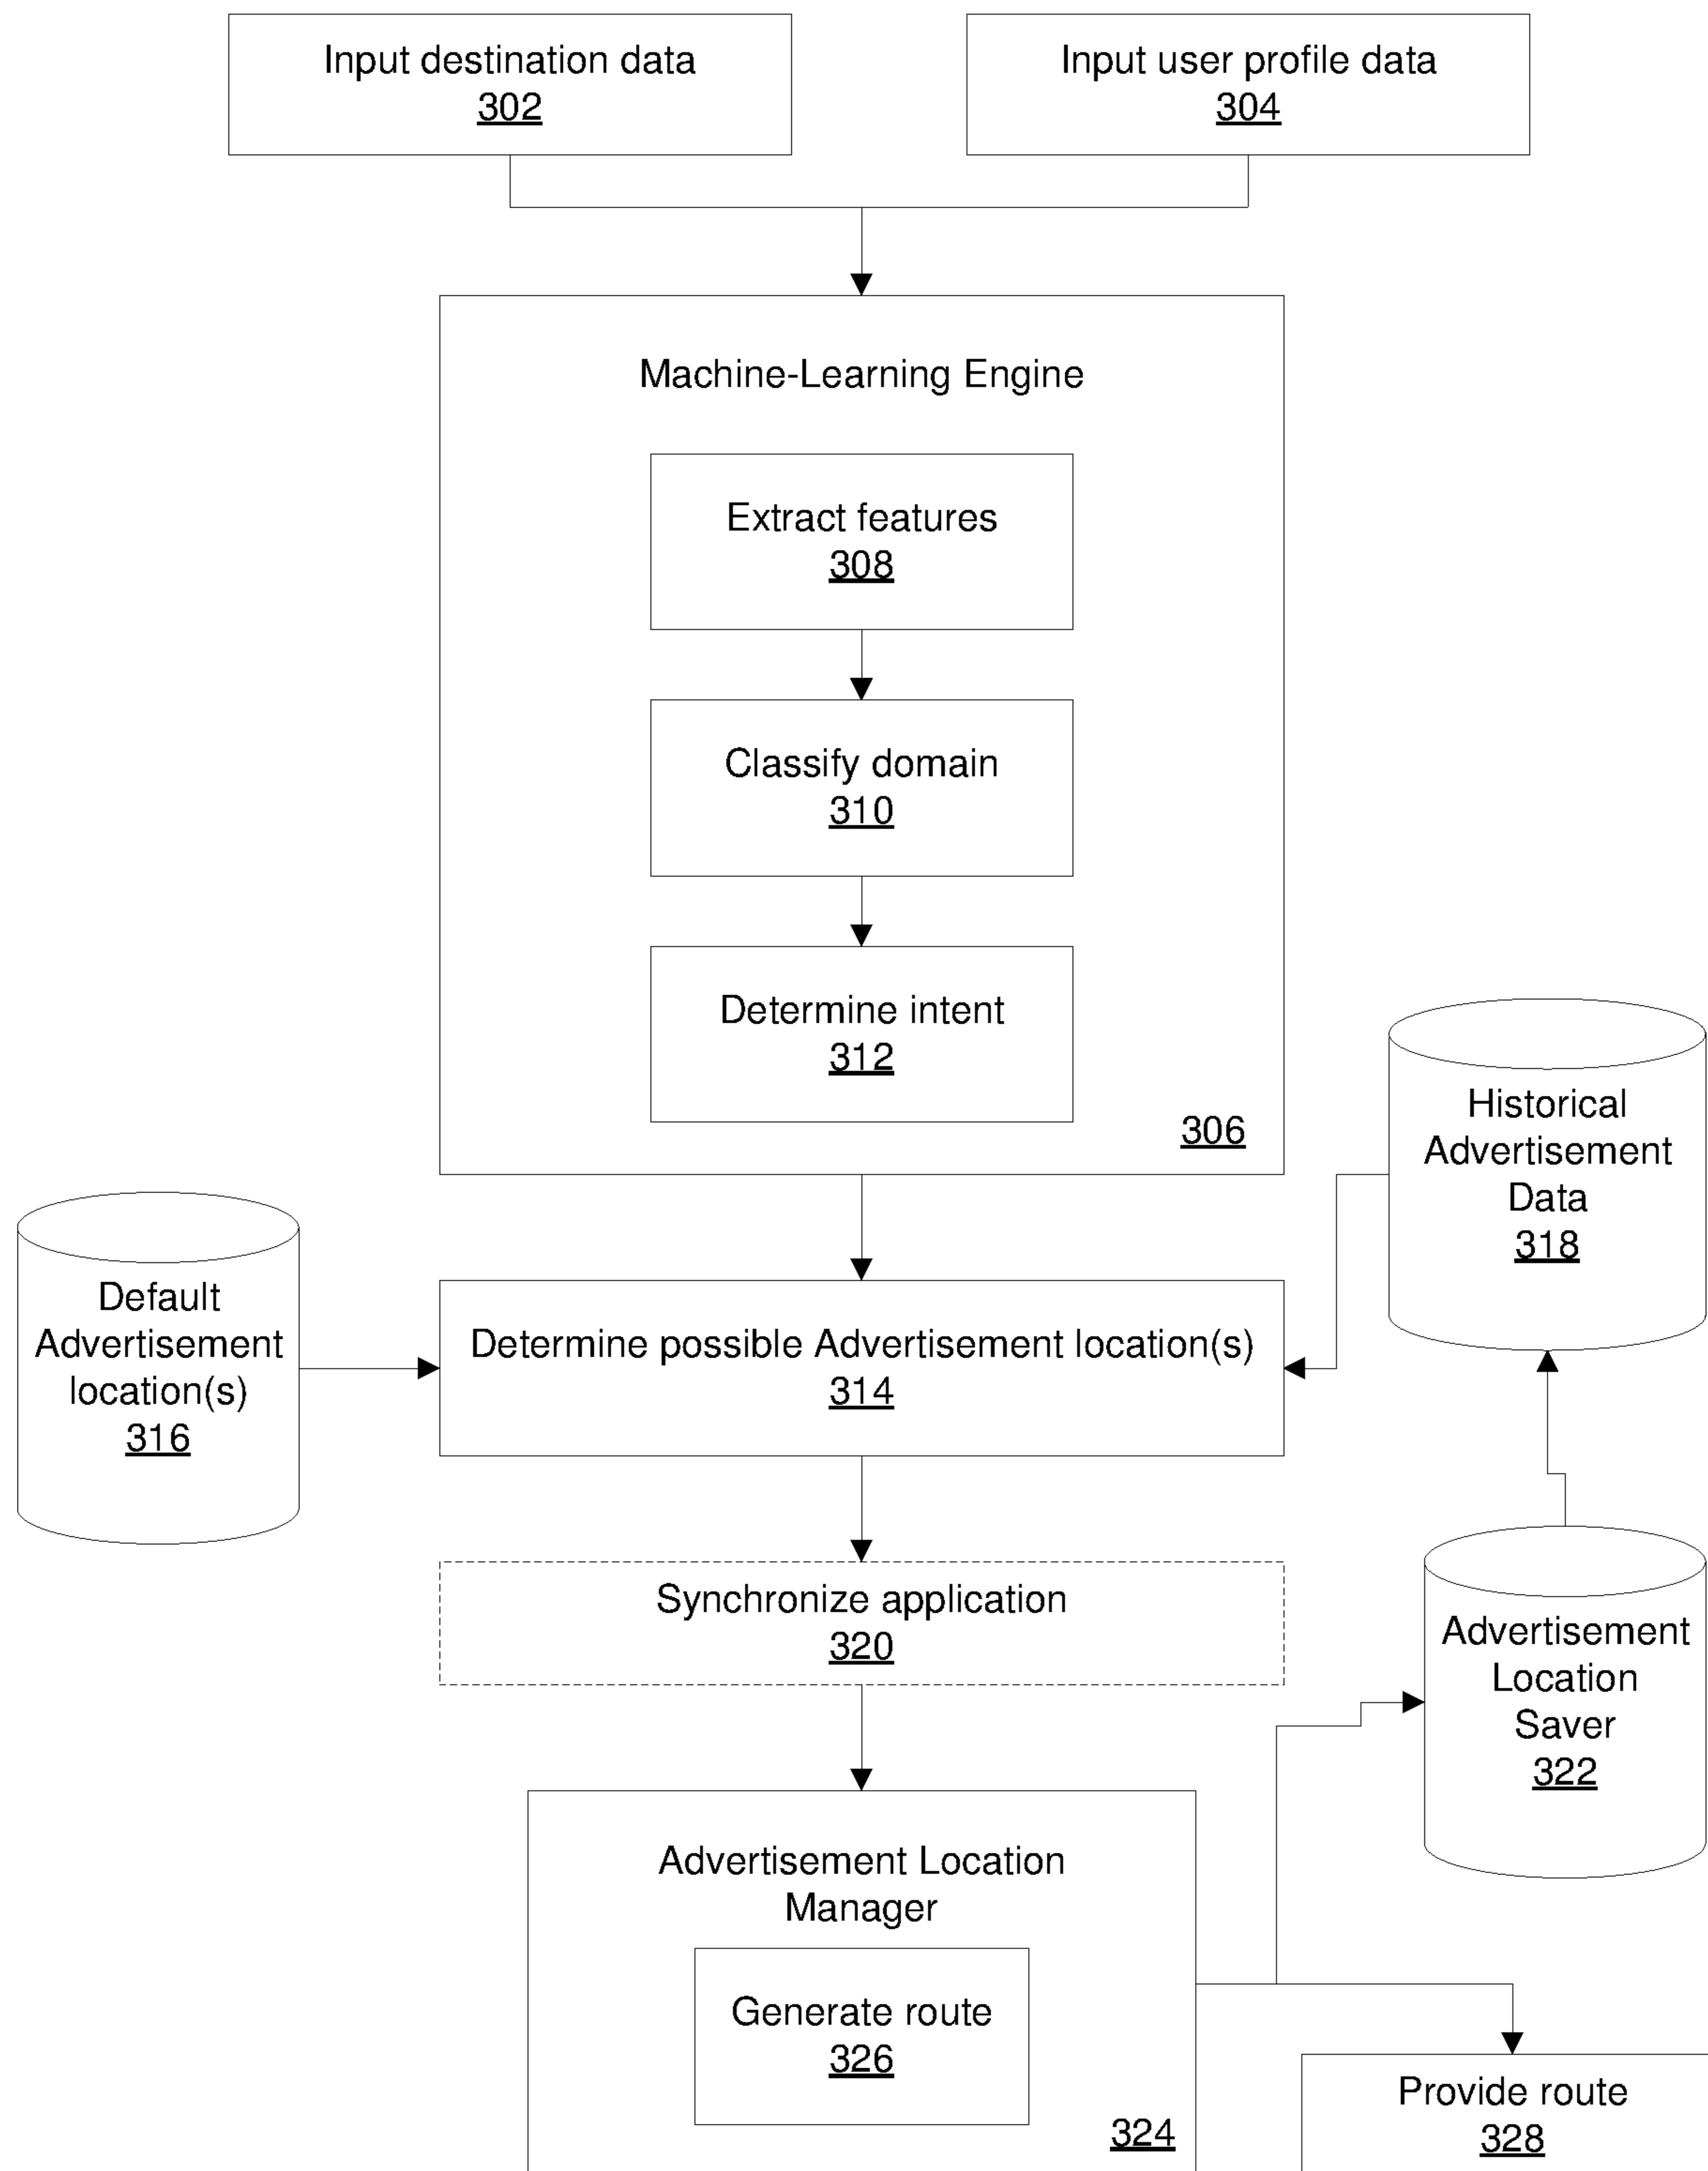 Input destination data
302
Input user profile data
304
Machine-Learning Engine
Extract features
308
Classify domain
310
Determine intent
312
306
Historical
Advertisement
Data
318
Default
Advertisement
location(s)
316
Determine possible Advertisement location(s)
314
Synchronize application
320
Advertisement
Location
Saver
322
Advertisement Location
Manager
Generate route
326
324
Provide route
328